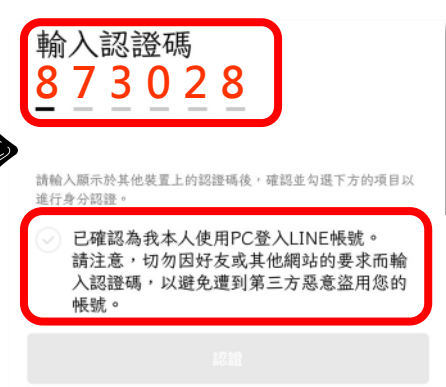 輸入認證碼
873028
請輸入顯示於其他裝置上的認證碼後，確認並勾選下方的項目以
進行身分認證。
已確認為我本人使用PC登入LINE帳號。
請注意，切勿因好友或其他網站的要求而輸
入認證碼，以避免遭到第三方惡意盜用您的
帳號。
認證